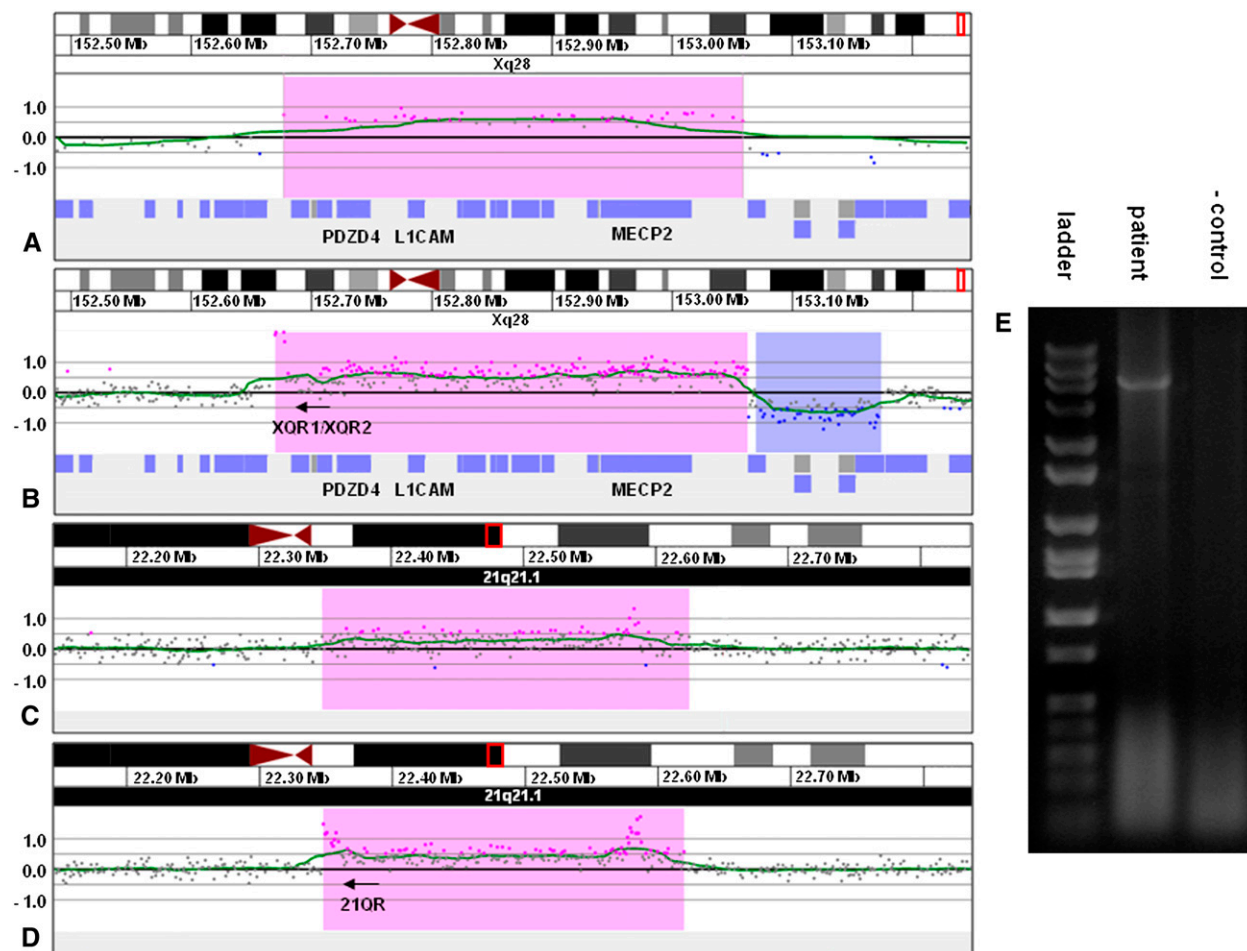 152.50 Mb 152.60 Mb 152.70 Mb 152.80 Mb 152.90 Mb 153.00 Mb 153.10 Mb
Xq28
1.0
0.0
- 1.0
PDZD4 L1CAM MECP2
A
152.50 Mb 152.60 Mb 152.70 Mb 152.80 Mb 152.90 Mb 153.00 Mb 153.10 Mb
Xq28
1.0
0.0
- 1.0
XQR1/XQR2
PDZD4 L1CAM MECP2
B
22.20 Mb 22.30 Mb 22.40 Mb 22.50 Mb 22.60 Mb 22.70 Mb
21q21.1
1.0
0.0
- 1.0
C
22.20 Mb 22.30 Mb 22.40 Mb 22.50 Mb 22.60 Mb 22.70 Mb
21q21.1
1.0
0.0
- 1.0
21QR
D
ladder
patient
- control
E